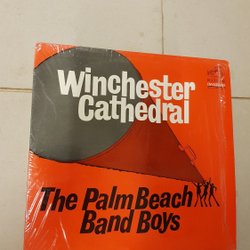 Winchester
Cathedral
The Palm Beach
Band Boys